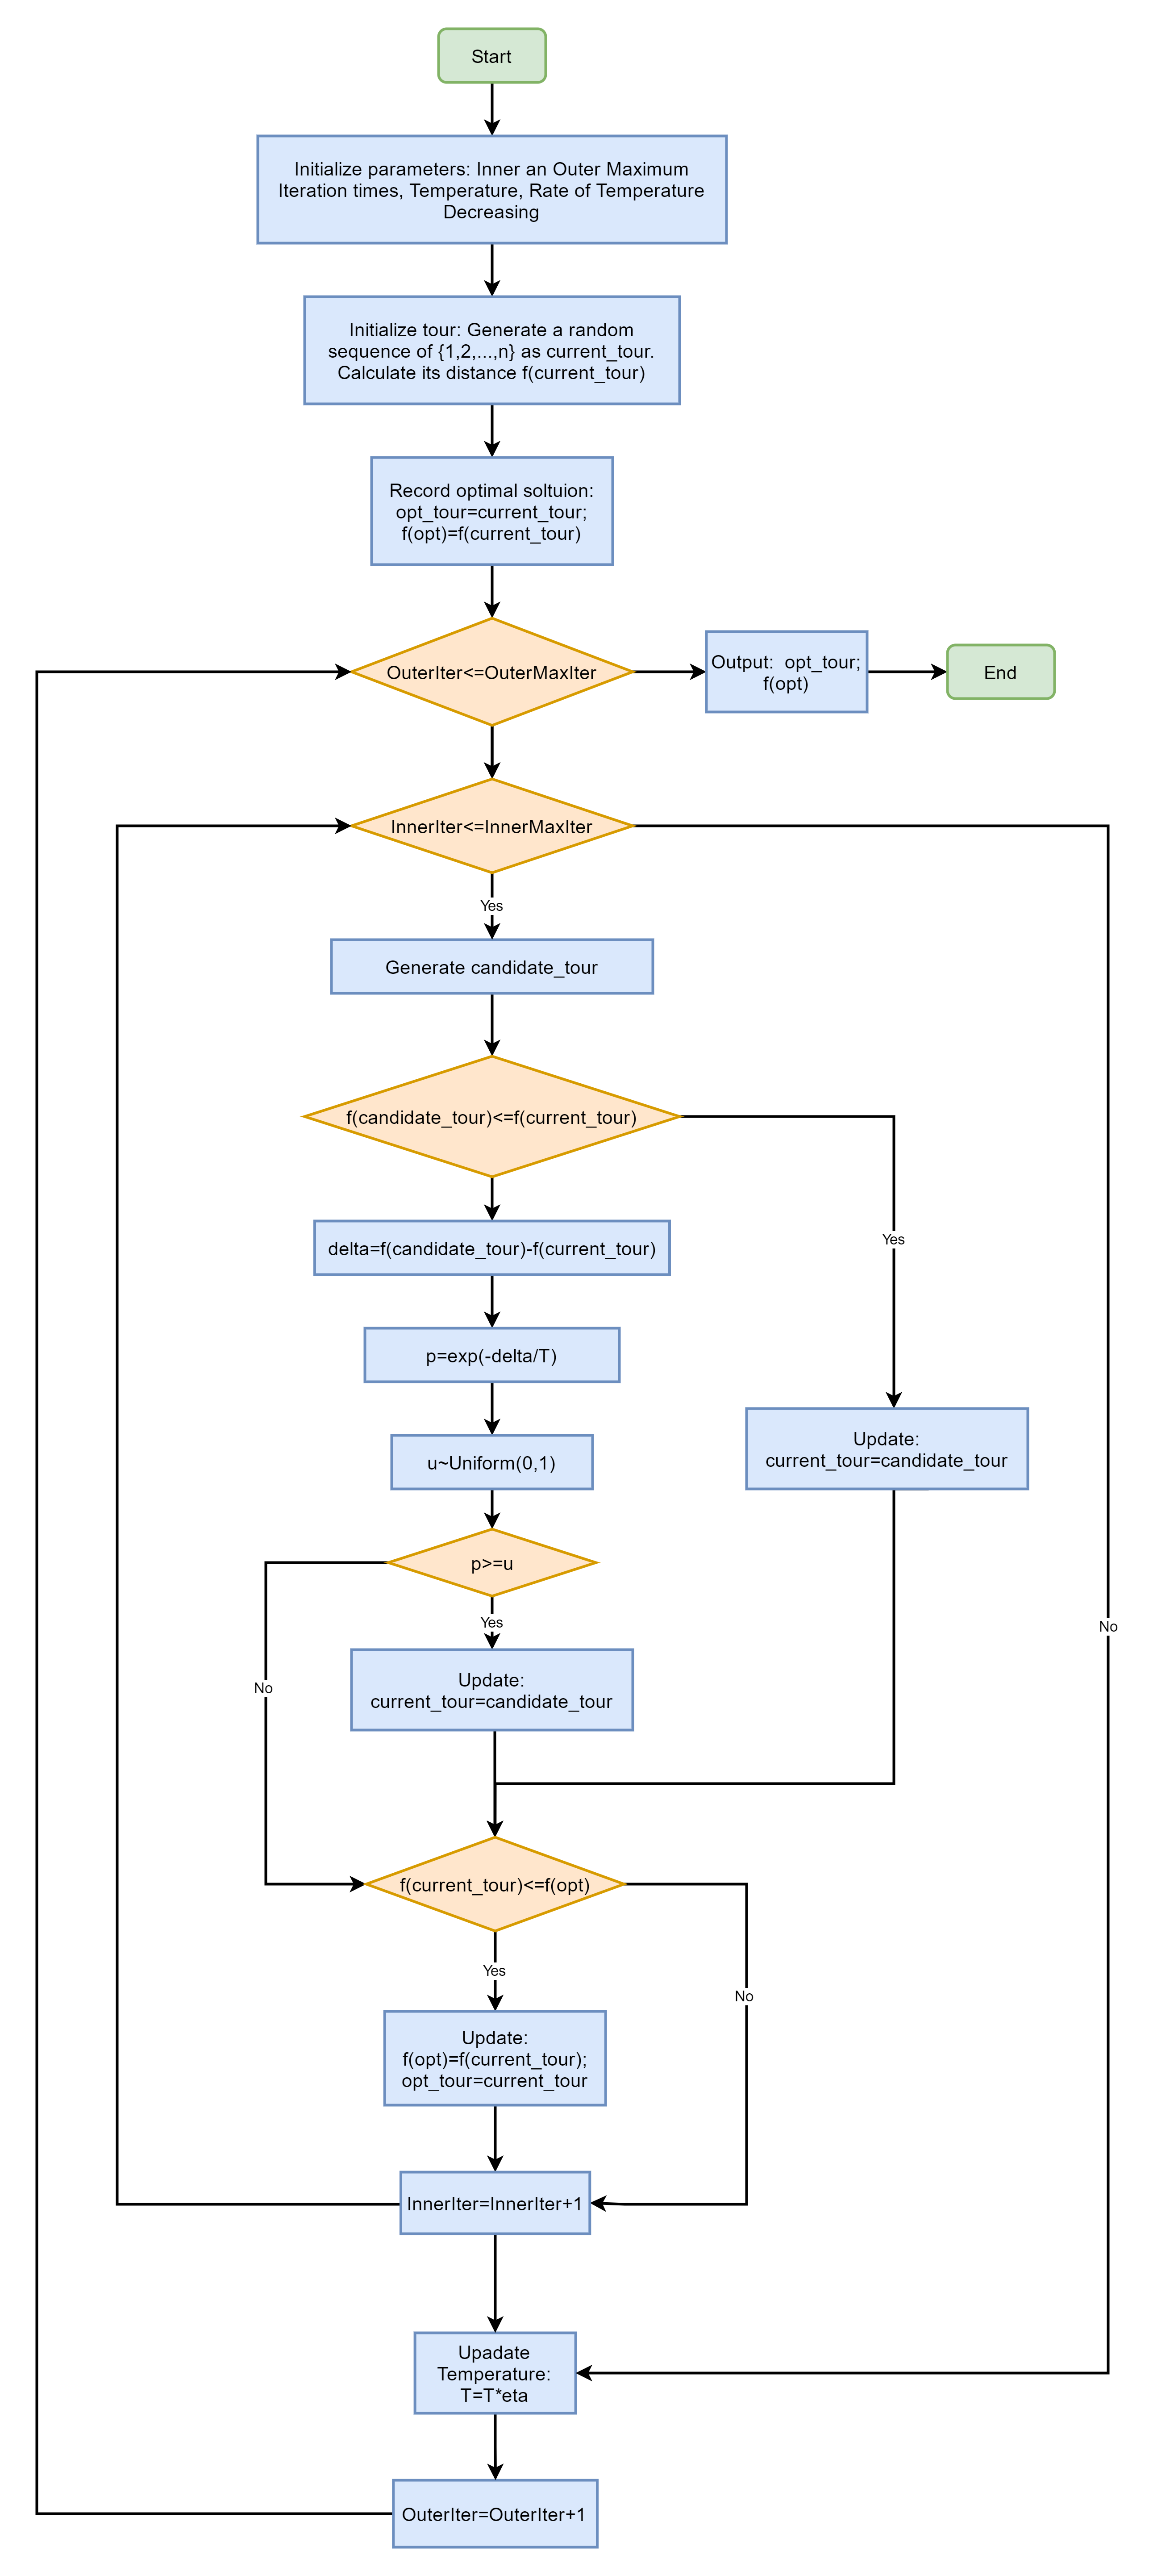 Start
Initialize parameters: Inner an Outer Maximum
Iteration times, Temperature, Rate of Temperature
Decreasing
Initialize tour: Generate a random
sequence of {1,2,...,n} as current_tour.
Calculate its distance f(current_tour)
Record optimal soltuion:
opt_tour=current_tour;
f(opt)=f(current_tour)
OuterIter<=OuterMaxIter
Output: opt_tour;
f(opt)
End
InnerIter<=InnerMaxIter
Yes
Generate candidate_tour
f(candidate_tour)<=f(current_tour)
Yes
delta=f(candidate_tour)-f(current_tour)
p=exp(-delta/T)
Update:
current_tour=candidate_tour
u~Uniform(0,1)
p>=u
Yes
No
No
Update:
current_tour=candidate_tour
f(current_tour)<=f(opt)
Yes
No
Update:
f(opt)=f(current_tour);
opt_tour=current_tour
InnerIter=InnerIter+1
Upadate
Temperature:
T=T*eta
OuterIter=OuterIter+1